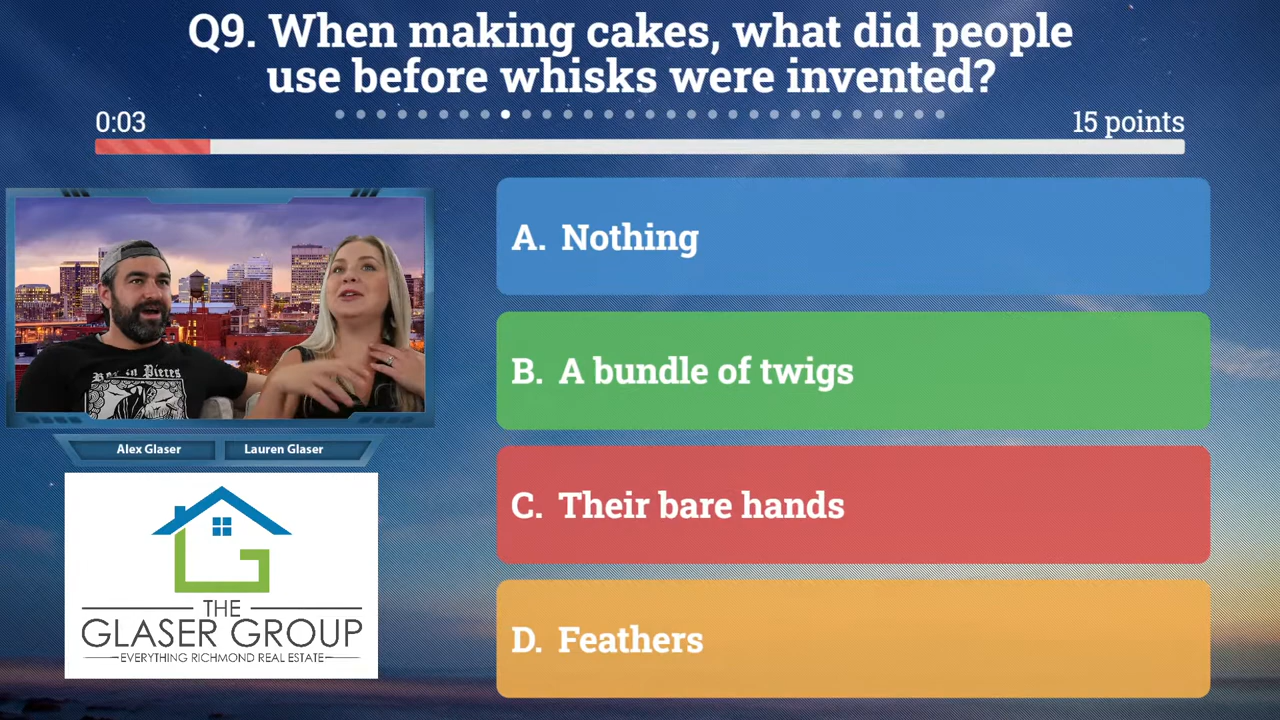 Q9. When making cakes, what did people
use before whisks were invented?
0:03
15 points
A. Nothing
B. A bundle of twigs
C. Their bare hands
D. Feathers
Alex Glaser
Lauren Glaser
THE
GLASER GROUP
EVERYTHING RICHMOND REAL ESTATE